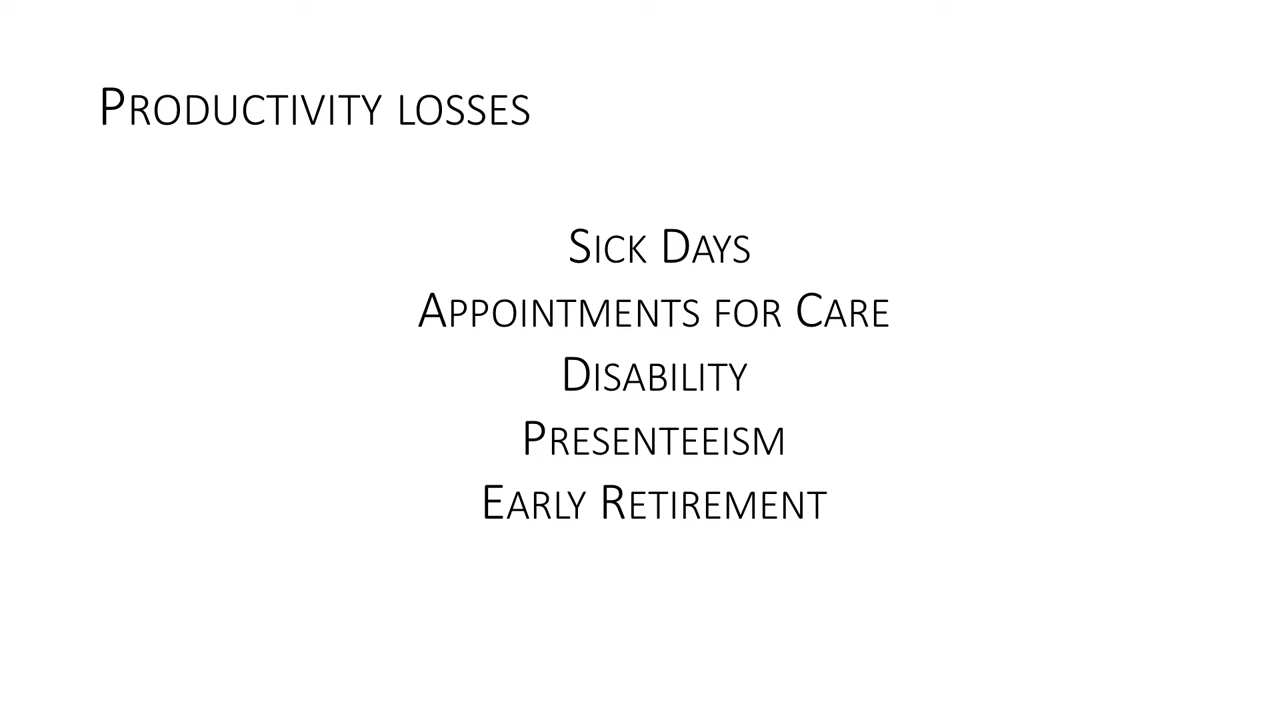 Productivity losses
Sick Days
Appointments for Care
Disability
Presenteeism
Early Retirement